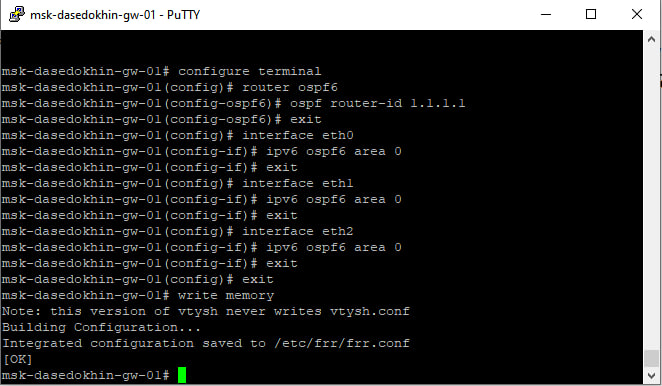 msk-dasedokhin-gw-01 - PuTTY
msk-dasedokhin-gw-01# configure terminal
msk-dasedokhin-gw-01(config)# router ospf6
msk-dasedokhin-gw-01(config-ospf6)# ospf router-id 1.1.1.1
msk-dasedokhin-gw-01(config-ospf6)# exit
msk-dasedokhin-gw-01(config)# interface eth0
msk-dasedokhin-gw-01(config-if)# ipv6 ospf6 area 0
msk-dasedokhin-gw-01(config-if)# exit
msk-dasedokhin-gw-01(config)# interface eth1
msk-dasedokhin-gw-01(config-if)# ipv6 ospf6 area 0
msk-dasedokhin-gw-01(config-if)# exit
msk-dasedokhin-gw-01(config)# interface eth2
msk-dasedokhin-gw-01(config-if)# ipv6 ospf6 area 0
msk-dasedokhin-gw-01(config-if)# exit
msk-dasedokhin-gw-01(config)# exit
msk-dasedokhin-gw-01# write memory
Note: this version of vtysh never writes vtysh.conf
Building Configuration...
Integrated configuration saved to /etc/frr/frr.conf
[OK]
msk-dasedokhin-gw-01#